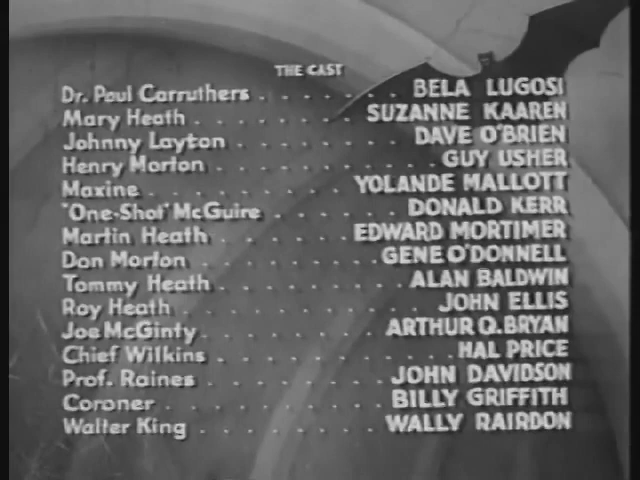 THE CAST
Dr. Paul Carruthers . . . . . . . BELA LUGOSI
Mary Heath . . . . . . . . SUZANNE KAAREN
Johnny Layton . . . . . . . . DAVE O'BRIEN
Henry Morton . . . . . . . . . . GUY USHER
Maxine . . . . . . . . . YOLANDE MALLOTT
"One-Shot" McGuire . . . . . . DONALD KERR
Martin Heath . . . . . . EDWARD MORTIMER
Don Morton . . . . . . . . GENE O'DONNELL
Tommy Heath . . . . . . . . ALAN BALDWIN
Roy Heath . . . . . . . . . . . JOHN ELLIS
Joe McGinty . . . . . . . . ARTHUR Q. BRYAN
Chief Wilkins . . . . . . . . . . HAL PRICE
Prof. Raines . . . . . . . . JOHN DAVIDSON
Coroner . . . . . . . . . . BILLY GRIFFITH
Walter King . . . . . . . . WALLY RAIRDON